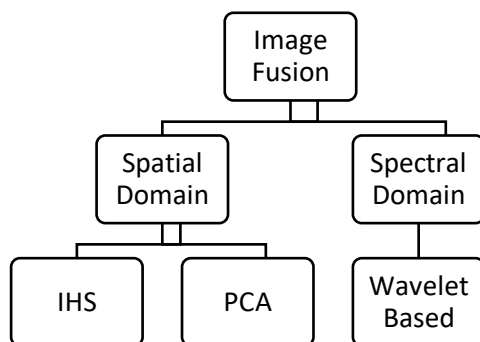 Image
Fusion
Spatial
Domain
Spectral
Domain
IHS
PCA
Wavelet
Based